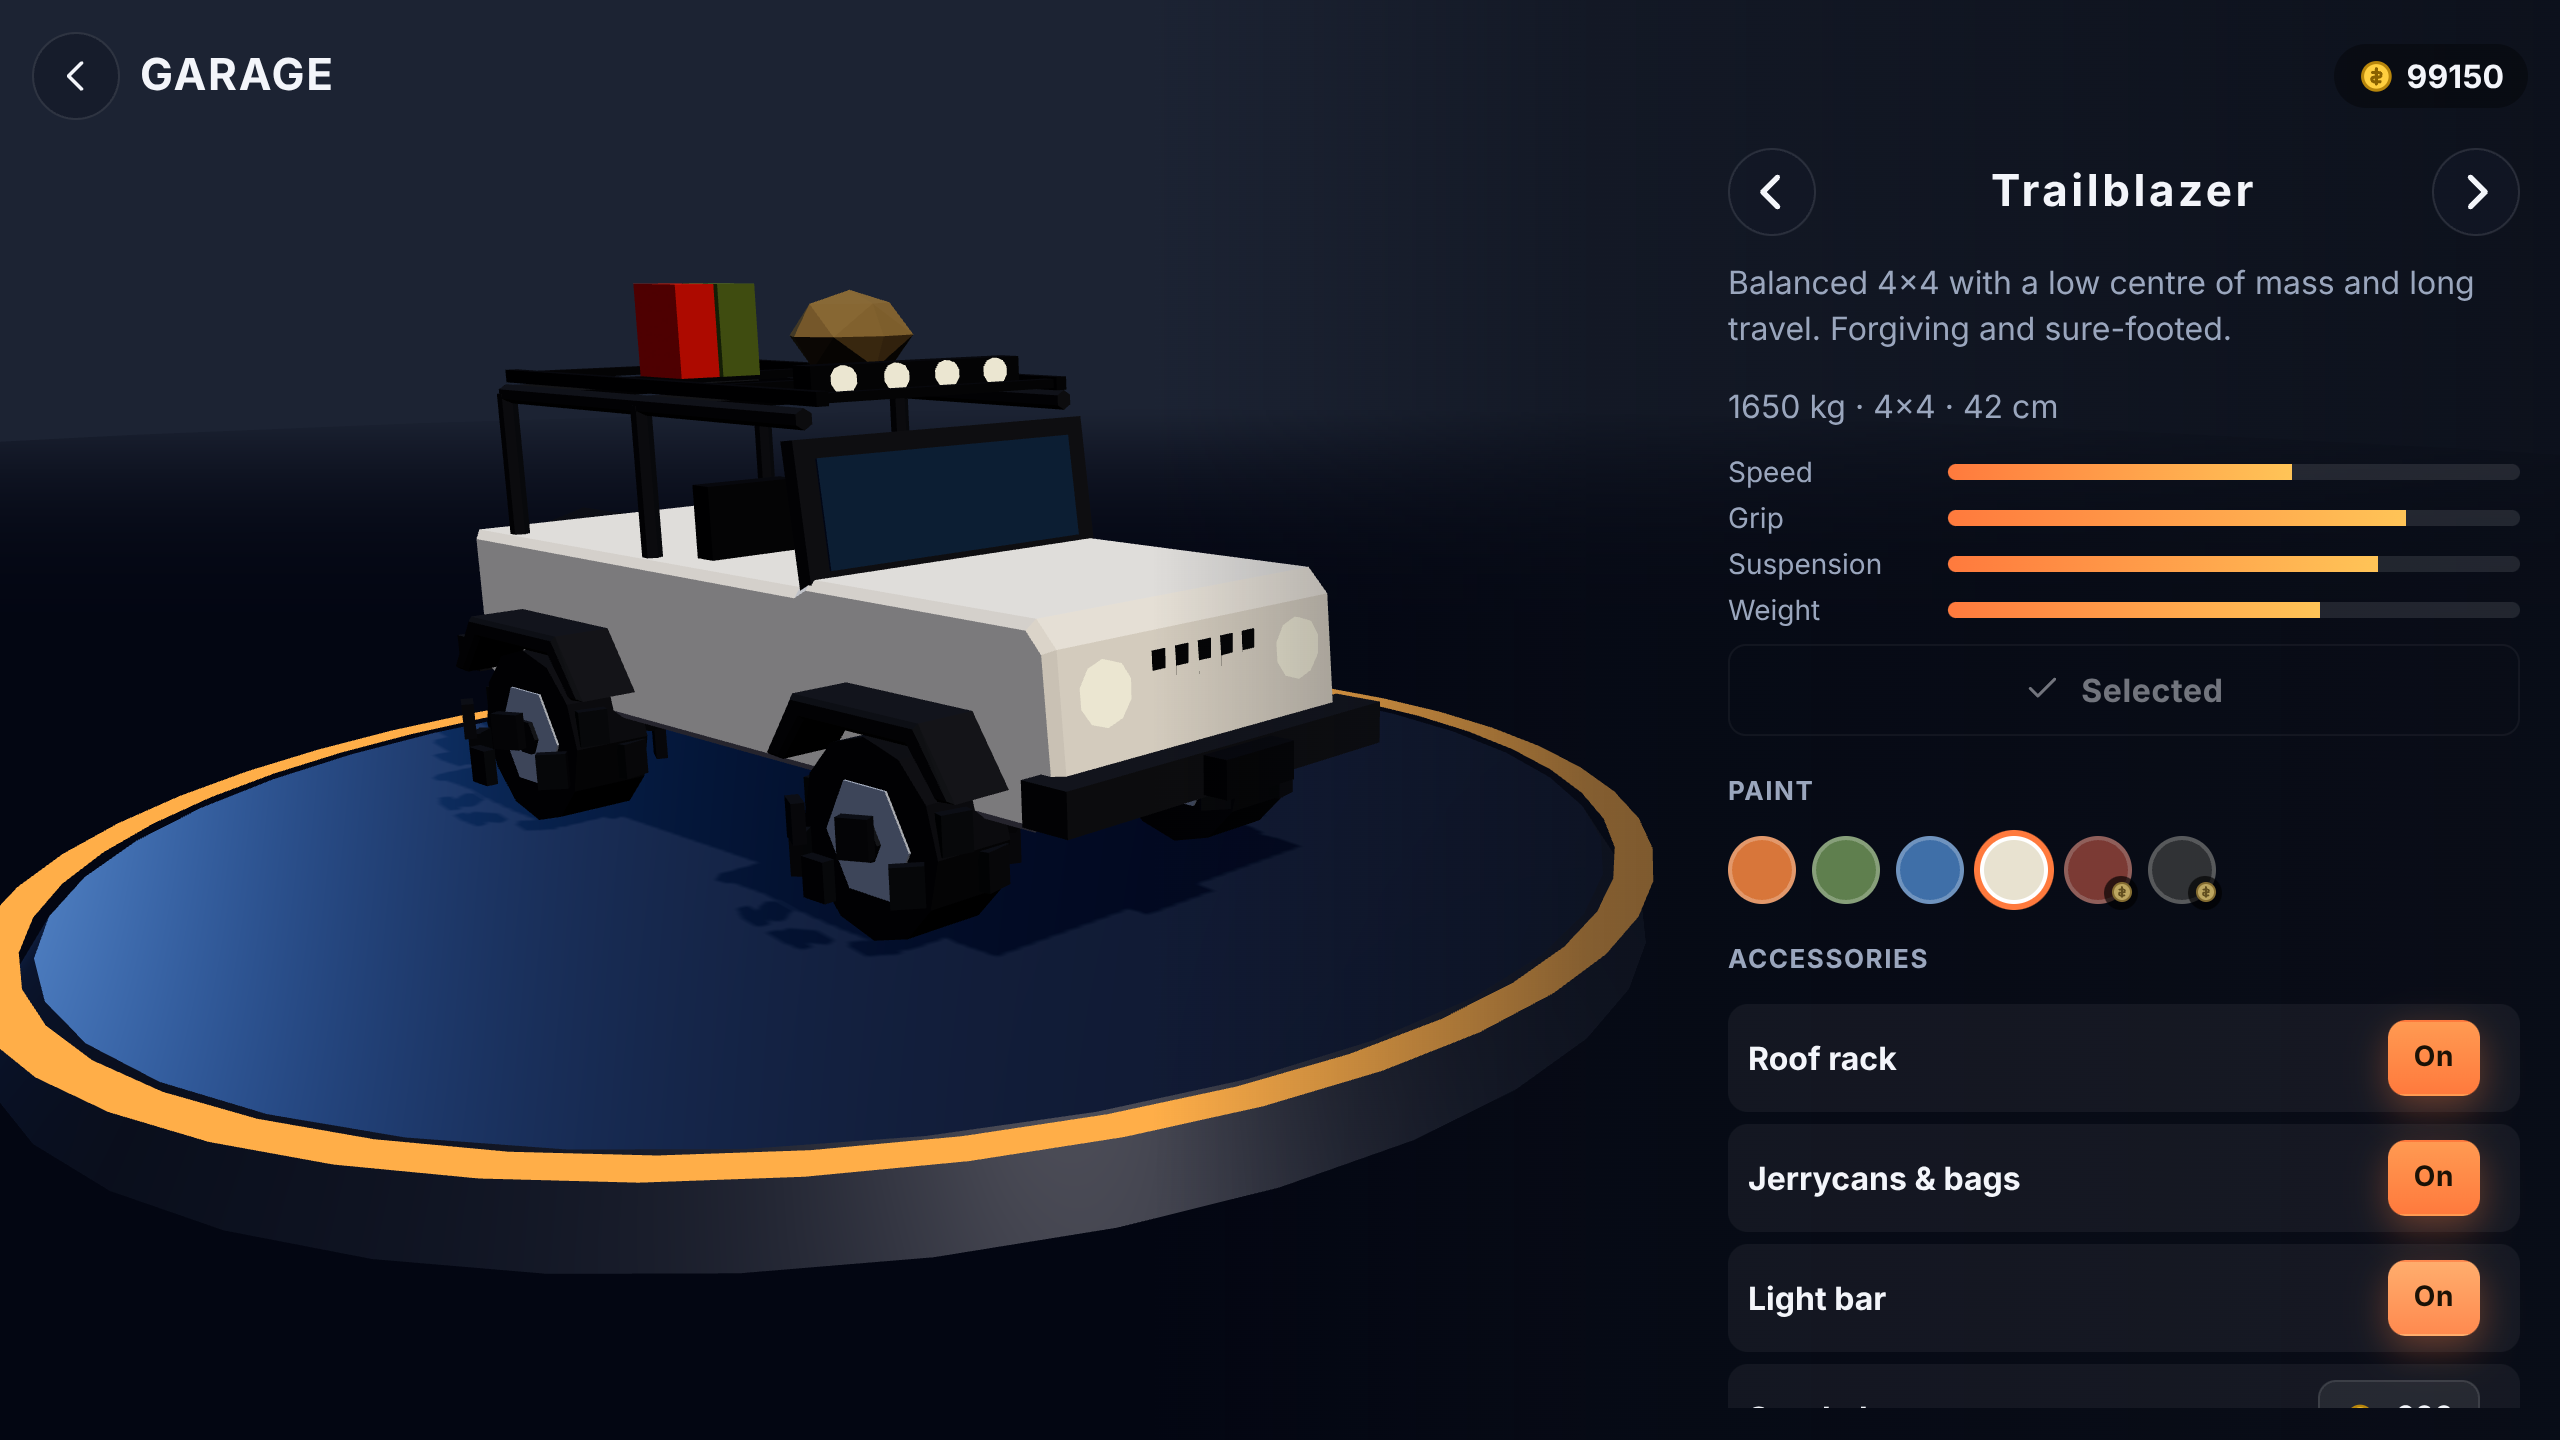 GARAGE
99150
Trailblazer
Balanced 4×4 with a low centre of mass and long
travel. Forgiving and sure-footed.
1650 kg · 4×4 · 42 cm
Speed
Grip
Suspension
Weight
Selected
PAINT
ACCESSORIES
Roof rack
On
Jerrycans & bags
On
Light bar
On